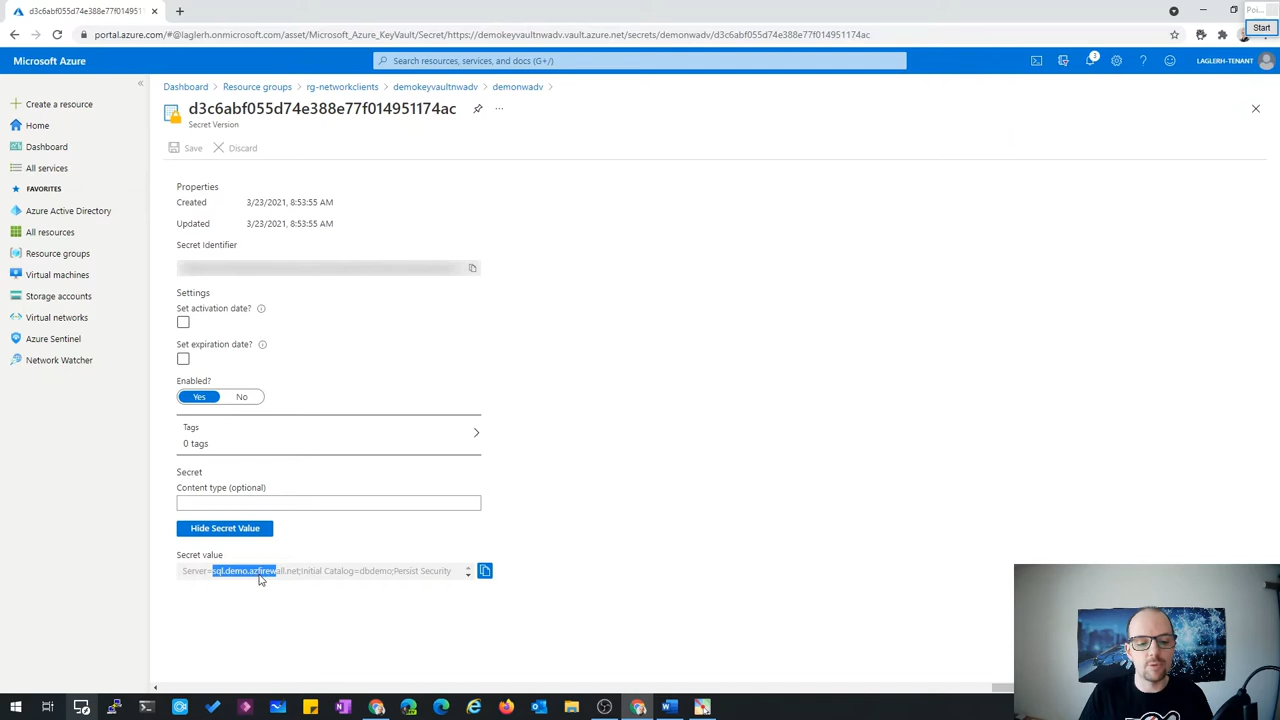 d3c6abf055d74e388e77f01495117
Poi...
portal.azure.com/#@laglerh.onmicrosoft.com/asset/Microsoft_Azure_KeyVault/Secret/https://demokeyvaultnwadv.vault.azure.net/secrets/demonwadv/d3c6abf055d74e388e77f014951174ac
Start
Microsoft Azure
Search resources, services, and docs (G+/)
3
LAGLERH-TENANT
Dashboard
Resource groups
rg-networkclients
demokeyvaultnwadv
demonwadv
d3c6abf055d74e388e77f014951174ac
Secret Version
Create a resource
Home
Dashboard
All services
FAVORITES
Azure Active Directory
All resources
Resource groups
Virtual machines
Storage accounts
Virtual networks
Azure Sentinel
Network Watcher
Save
Discard
Properties
Created 3/23/2021, 8:53:55 AM
Updated 3/23/2021, 8:53:55 AM
Secret Identifier
Settings
Set activation date?
Set expiration date?
Enabled?
Yes No
Tags
0 tags
Secret
Content type (optional)
Hide Secret Value
Secret value
Server=sql.demo.azfirewall.net;Initial Catalog=dbdemo;Persist Security